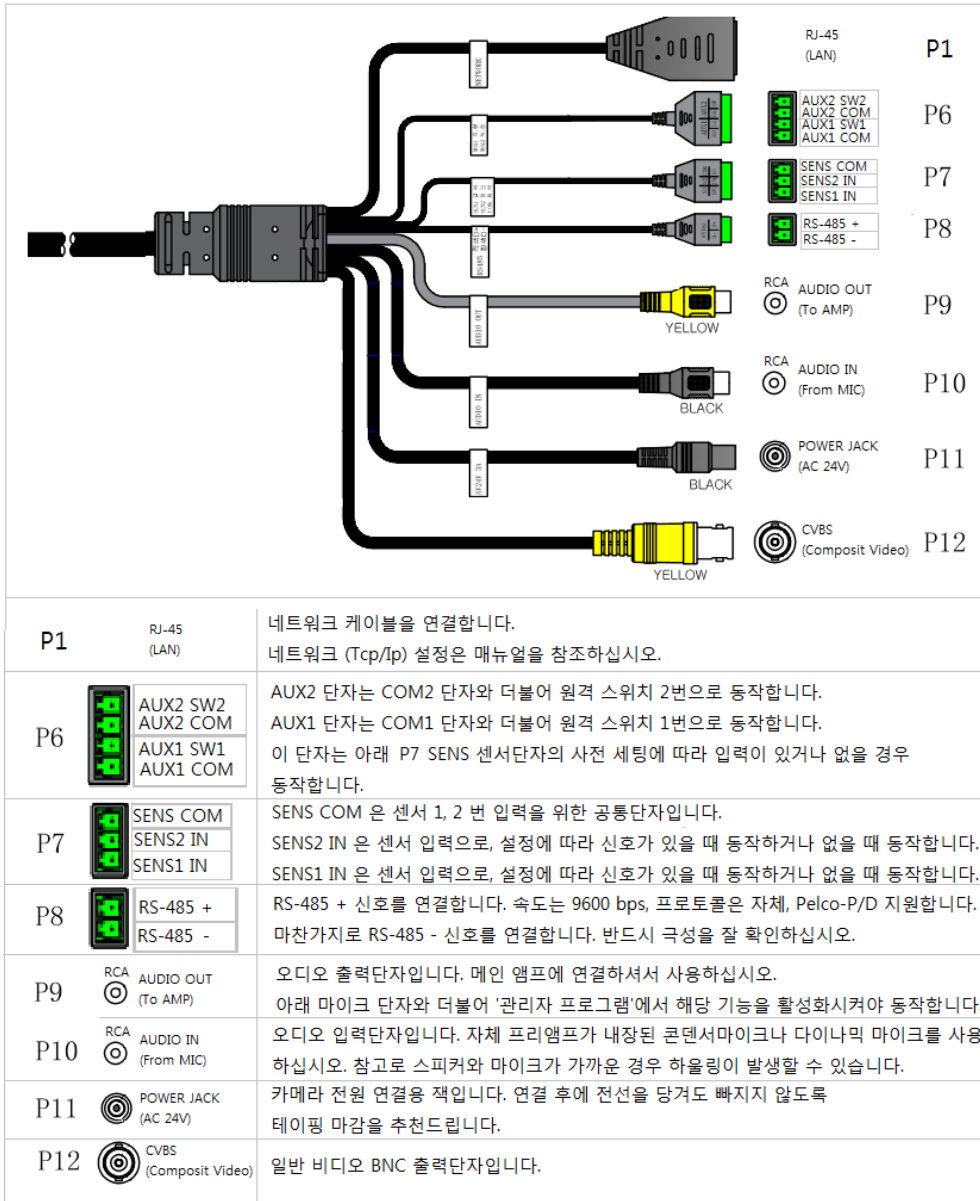 RJ-45
(LAN)
P1
NETWORK
AUX2 SW2
AUX2 COM
AUX1 SW1
AUX1 COM
P6
SENS COM
SENS2 IN
SENS1 IN
P7
RS-485 +
RS-485 -
P8
RS485
RCA AUDIO OUT
(To AMP)
P9
AUDIO OUT
YELLOW
RCA AUDIO IN
(From MIC)
P10
AUDIO IN
BLACK
POWER JACK
(AC 24V)
P11
BLACK
CVBS
(Composit Video)
P12
YELLOW
P1 RJ-45
(LAN)
네트워크 케이블을 연결합니다.
네트워크 (Tcp/Ip) 설정은 매뉴얼을 참조하십시오.
P6
AUX2 SW2
AUX2 COM
AUX1 SW1
AUX1 COM
AUX2 단자는 COM2 단자와 더불어 원격 스위치 2번으로 동작합니다.
AUX1 단자는 COM1 단자와 더불어 원격 스위치 1번으로 동작합니다.
이 단자는 아래 P7 SENS 센서단자의 사전 세팅에 따라 입력이 있거나 없을 경우
동작합니다.
P7
SENS COM
SENS2 IN
SENS1 IN
SENS COM 은 센서 1, 2 번 입력을 위한 공통단자입니다.
SENS2 IN 은 센서 입력으로, 설정에 따라 신호가 있을 때 동작하거나 없을 때 동작합니다.
SENS1 IN 은 센서 입력으로, 설정에 따라 신호가 있을 때 동작하거나 없을 때 동작합니다.
P8
RS-485 +
RS-485 -
RS-485 + 신호를 연결합니다. 속도는 9600 bps, 프로토콜은 자체, Pelco-P/D 지원합니다.
마찬가지로 RS-485 - 신호를 연결합니다. 반드시 극성을 잘 확인하십시오.
P9
RCA AUDIO OUT
(To AMP)
오디오 출력단자입니다. 메인 앰프에 연결하셔서 사용하십시오.
아래 마이크 단자와 더불어 '관리자 프로그램'에서 해당 기능을 활성화시켜야 동작합니다
P10
RCA AUDIO IN
(From MIC)
오디오 입력단자입니다. 자체 프리앰프가 내장된 콘덴서마이크나 다이나믹 마이크를 사용
하십시오. 참고로 스피커와 마이크가 가까운 경우 하울링이 발생할 수 있습니다.
P11
POWER JACK
(AC 24V)
카메라 전원 연결용 잭입니다. 연결 후에 전선을 당겨도 빠지지 않도록
테이핑 마감을 추천드립니다.
P12
CVBS
(Composit Video)
일반 비디오 BNC 출력단자입니다.